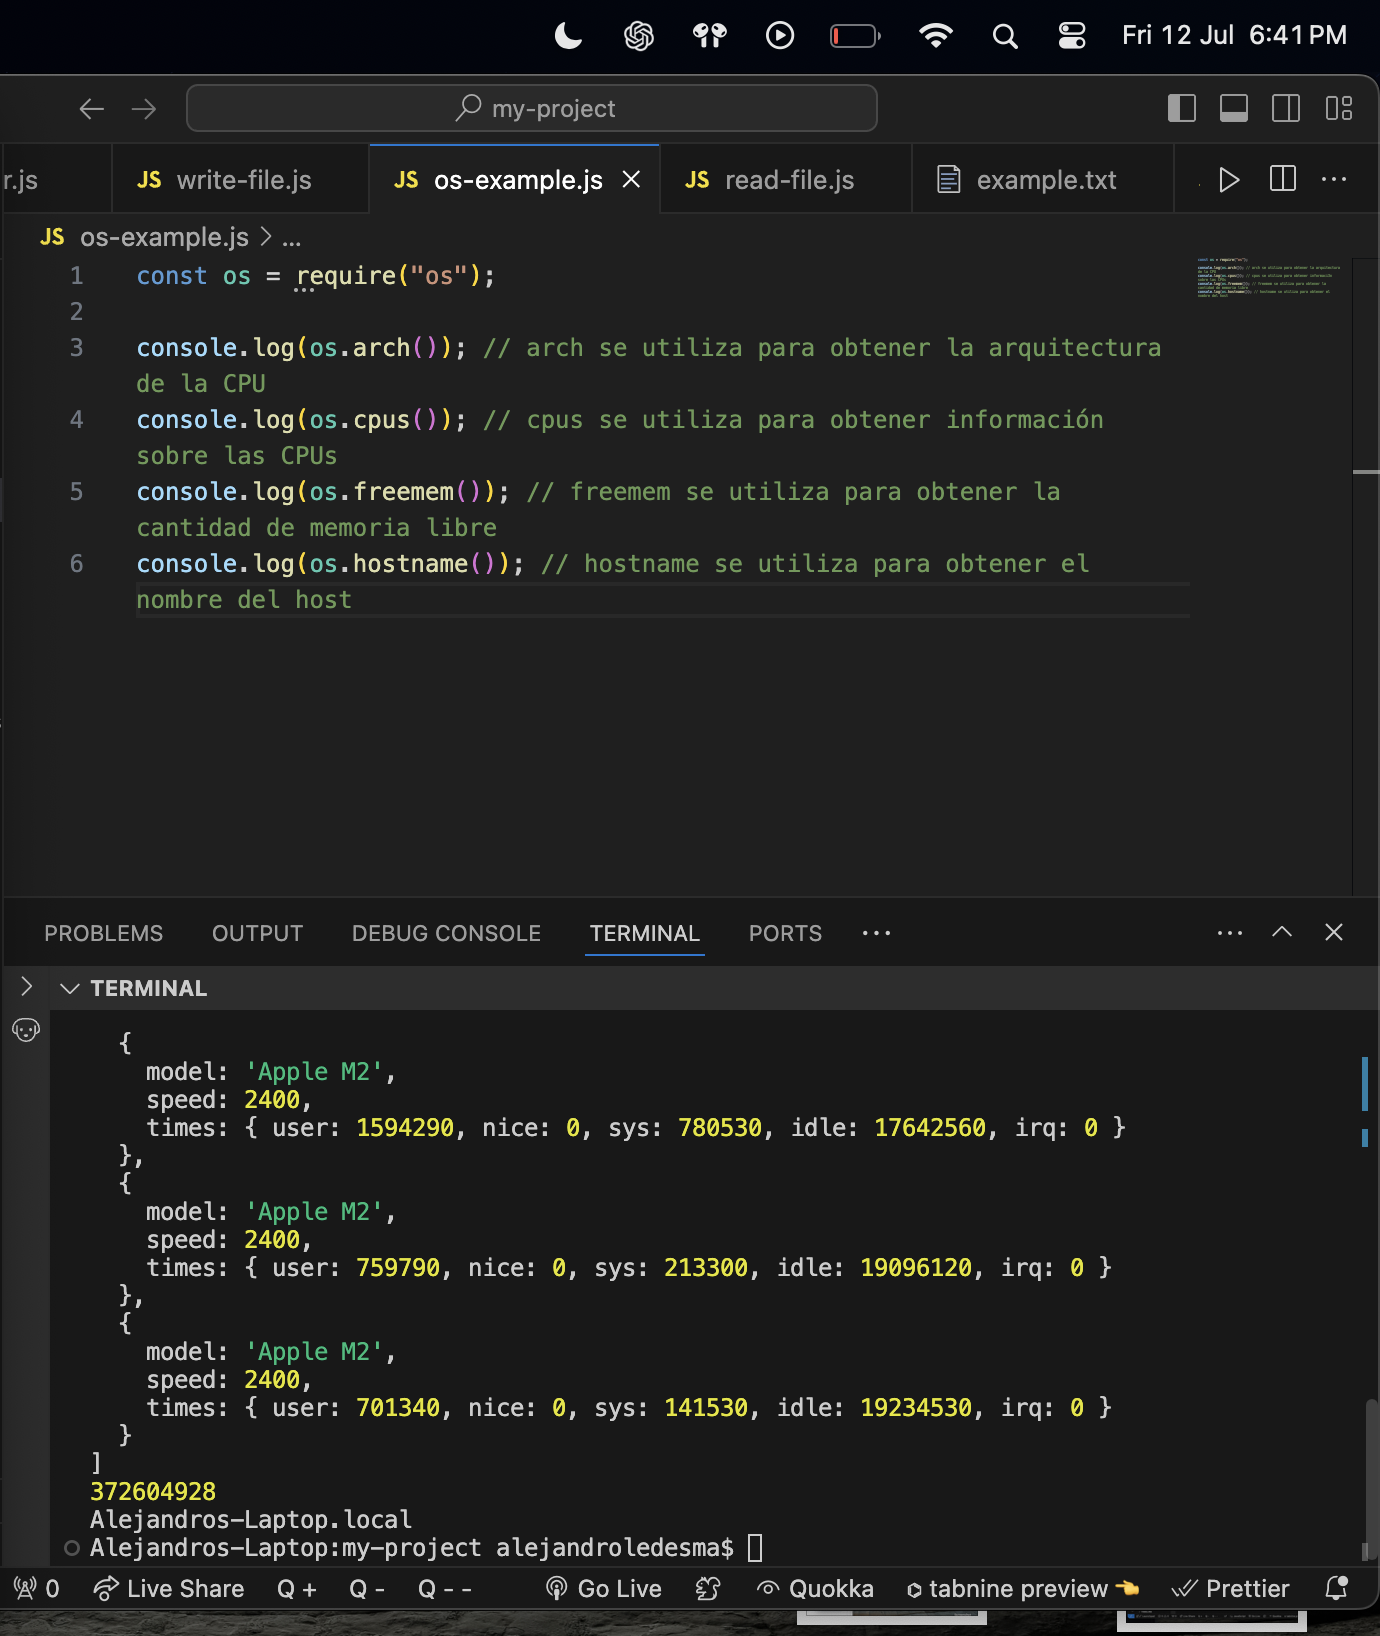 Fri 12 Jul 6:41 PM
my-project
r.js
JS write-file.js
JS os-example.js
JS read-file.js
example.txt
JS os-example.js > ...
1 const os = require("os");
2
3 console.log(os.arch()); // arch se utiliza para obtener la arquitectura
de la CPU
4 console.log(os.cpus()); // cpus se utiliza para obtener información
sobre las CPUs
5 console.log(os.freemem()); // freemem se utiliza para obtener la
cantidad de memoria libre
6 console.log(os.hostname()); // hostname se utiliza para obtener el
nombre del host
PROBLEMS OUTPUT DEBUG CONSOLE TERMINAL PORTS
TERMINAL
{
model: 'Apple M2',
speed: 2400,
times: { user: 1594290, nice: 0, sys: 780530, idle: 17642560, irq: 0 }
},
{
model: 'Apple M2',
speed: 2400,
times: { user: 759790, nice: 0, sys: 213300, idle: 19096120, irq: 0 }
},
{
model: 'Apple M2',
speed: 2400,
times: { user: 701340, nice: 0, sys: 141530, idle: 19234530, irq: 0 }
}
]
372604928
Alejandros-Laptop.local
Alejandros-Laptop:my-project alejandroledesma$
0 Live Share Q + Q - Q - - Go Live Quokka tabnine preview 👈 Prettier